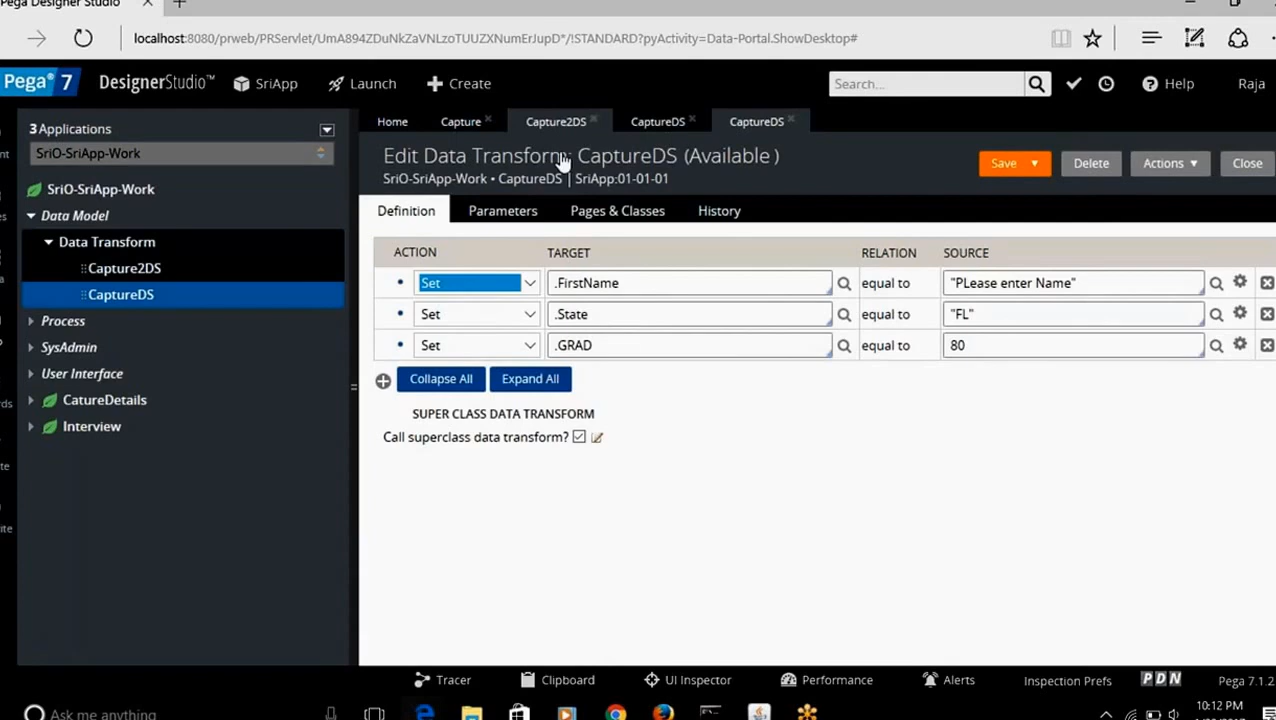 Pega Designer Studio
localhost:8080/prweb/PRServlet/UmA894ZDuNkZaVNLzoTUUZXNumErJupD*/!STANDARD?pyActivity=Data-Portal.ShowDesktop#
Pega 7 DesignerStudio™ SriApp Launch Create Search... Help Raja
3 Applications
SriO-SriApp-Work
SriO-SriApp-Work
Data Model
Data Transform
Capture2DS
CaptureDS
Process
SysAdmin
User Interface
CatureDetails
Interview
Home Capture Capture2DS CaptureDS CaptureDS
Edit Data Transform: CaptureDS (Available )
SriO-SriApp-Work • CaptureDS | SriApp:01-01-01
Save Delete Actions Close
Definition Parameters Pages & Classes History
ACTION TARGET RELATION SOURCE
Set .FirstName equal to "PLease enter Name"
Set .State equal to "FL"
Set .GRAD equal to 80
Collapse All Expand All
SUPER CLASS DATA TRANSFORM
Call superclass data transform?
Tracer Clipboard UI Inspector Performance Alerts Inspection Prefs PDN Pega 7.1.2
Ask me anything
10:12 PM